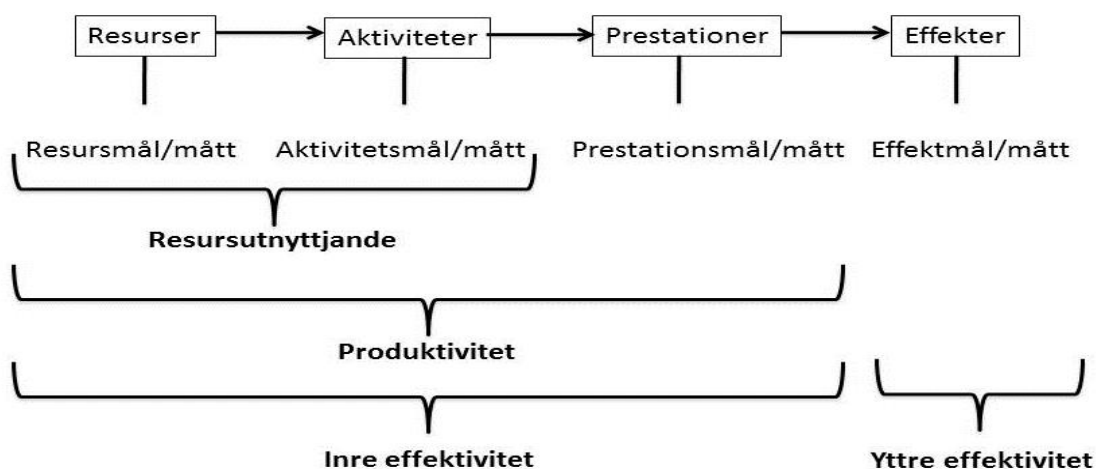 Resurser Aktiviteter Prestationer Effekter
Resursmål/mått Aktivitetsmål/mått Prestationsmål/mått Effektmål/mått
Resursutnyttjande
Produktivitet
Inre effektivitet Yttre effektivitet